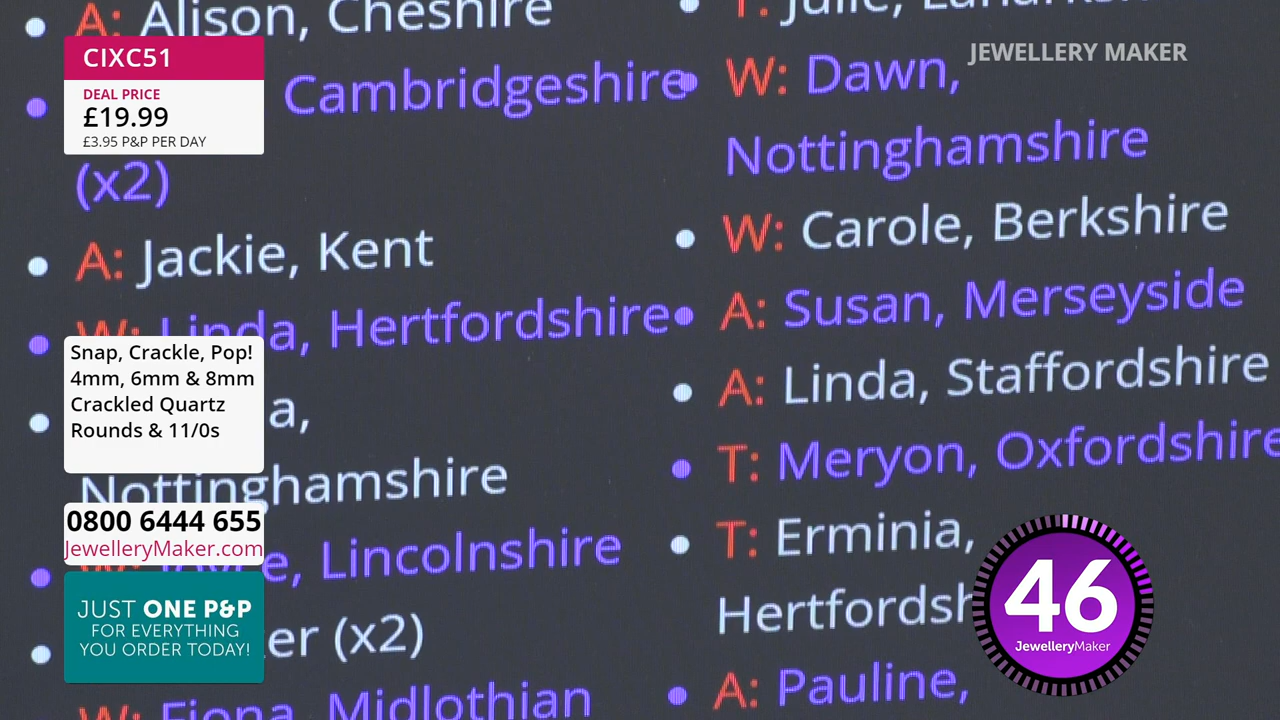 A: Alison, Cheshire
CIXC51
DEAL PRICE
£19.99
£3.95 P&P PER DAY
Cambridgeshire
(x2)
A: Jackie, Kent
W: Linda, Hertfordshire
Snap, Crackle, Pop!
4mm, 6mm & 8mm
Crackled Quartz
Rounds & 11/0s
Nottinghamshire
0800 6444 655
JewelleryMaker.com
Lincolnshire
JUST ONE P&P
FOR EVERYTHING
YOU ORDER TODAY!
(x2)
W: Fiona, Midlothian
T: Julie,
JEWELLERY MAKER
W: Dawn,
Nottinghamshire
W: Carole, Berkshire
A: Susan, Merseyside
A: Linda, Staffordshire
T: Meryon, Oxfordshire
T: Erminia,
A: Pauline,
46
JewelleryMaker